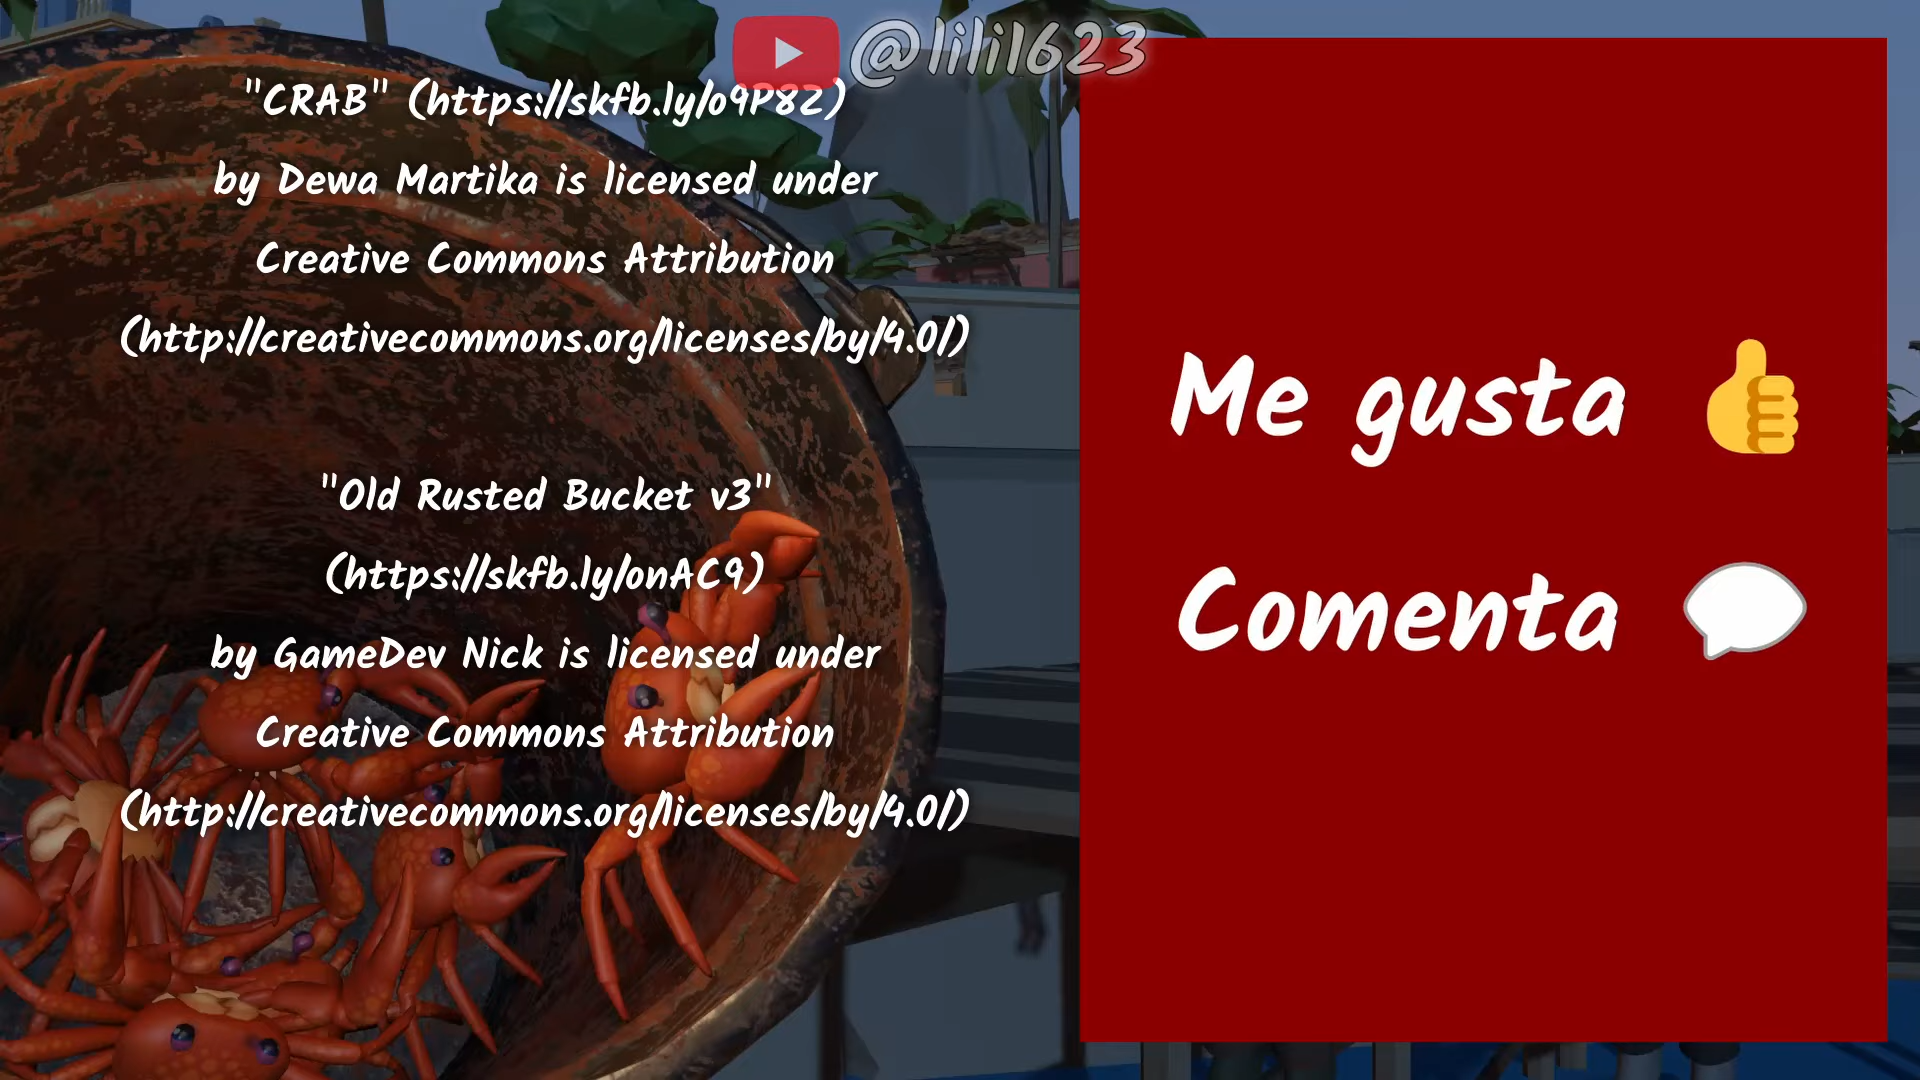 @lili1623
"CRAB" (https://skfb.ly/o9P8Z)
by Dewa Martika is licensed under
Creative Commons Attribution
(http://creativecommons.org/licenses/by/4.0/)
"Old Rusted Bucket v3"
(https://skfb.ly/onAC9)
by GameDev Nick is licensed under
Creative Commons Attribution
(http://creativecommons.org/licenses/by/4.0/)
Me gusta 👍
Comenta 💬